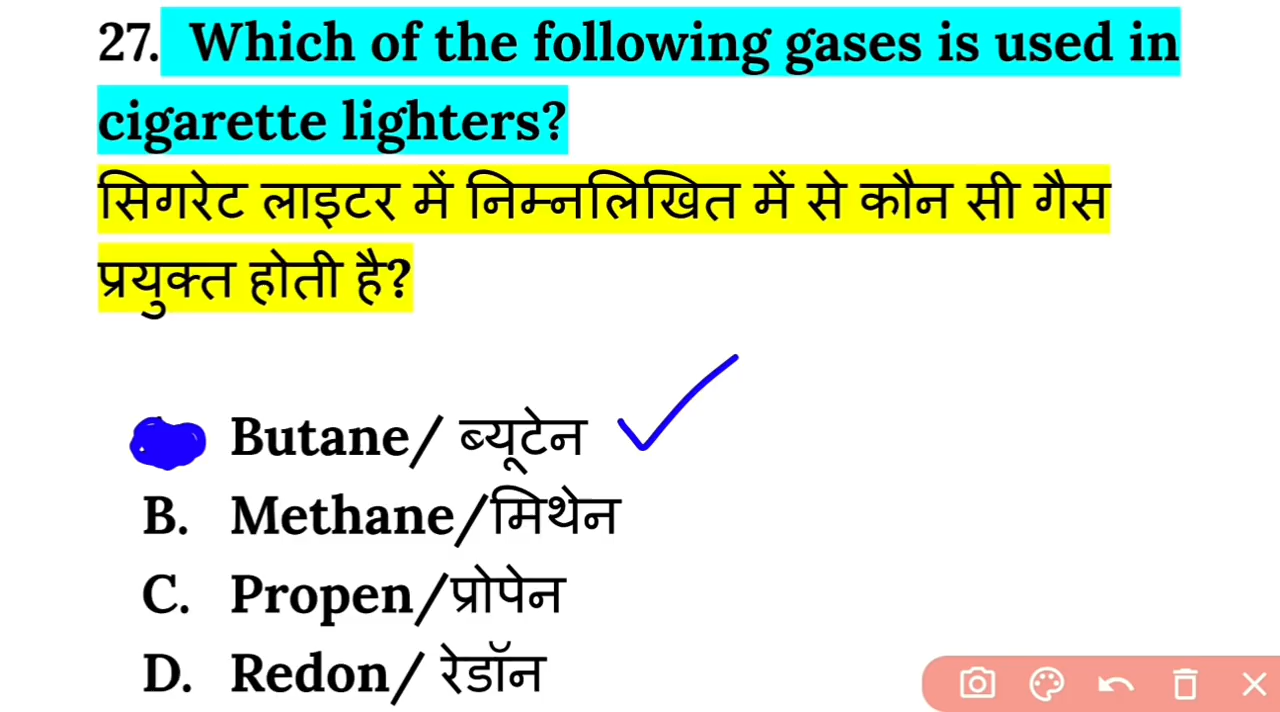 27. Which of the following gases is used in
cigarette lighters?
सिगरेट लाइटर में निम्नलिखित में से कौन सी गैस
प्रयुक्त होती है?
Butane/ ब्यूटेन
B. Methane/मिथेन
C. Propen/प्रोपेन
D. Redon/ रेडॉन